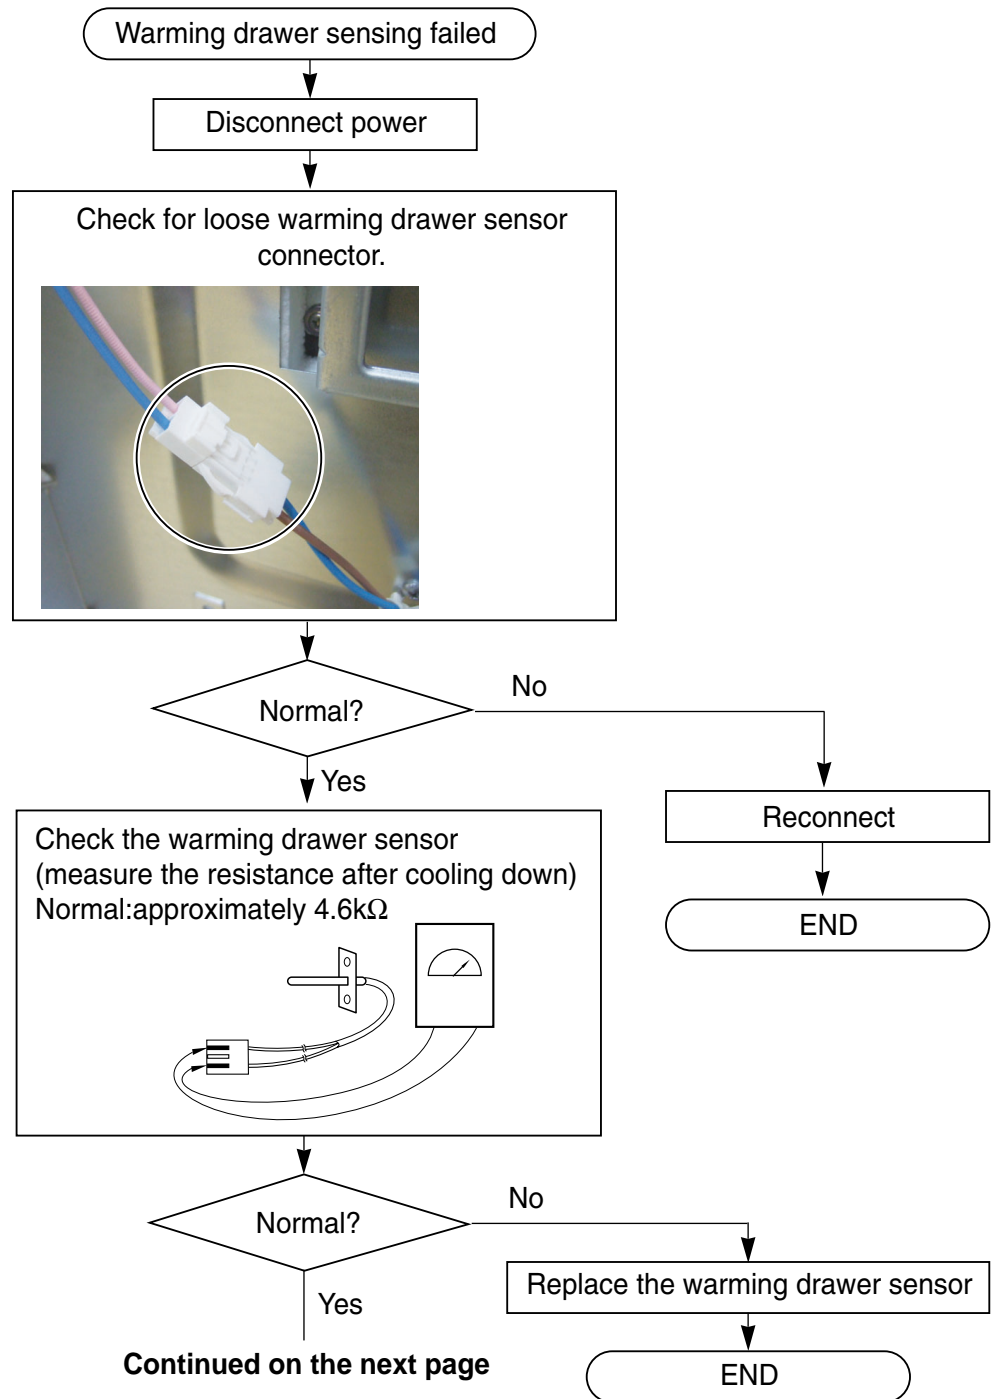 Warming drawer sensing failed
Disconnect power
Check for loose warming drawer sensor
connector.
Normal?
No
Yes
Reconnect
END
Check the warming drawer sensor
(measure the resistance after cooling down)
Normal:approximately 4.6kΩ
Normal?
No
Yes
Replace the warming drawer sensor
END
Continued on the next page